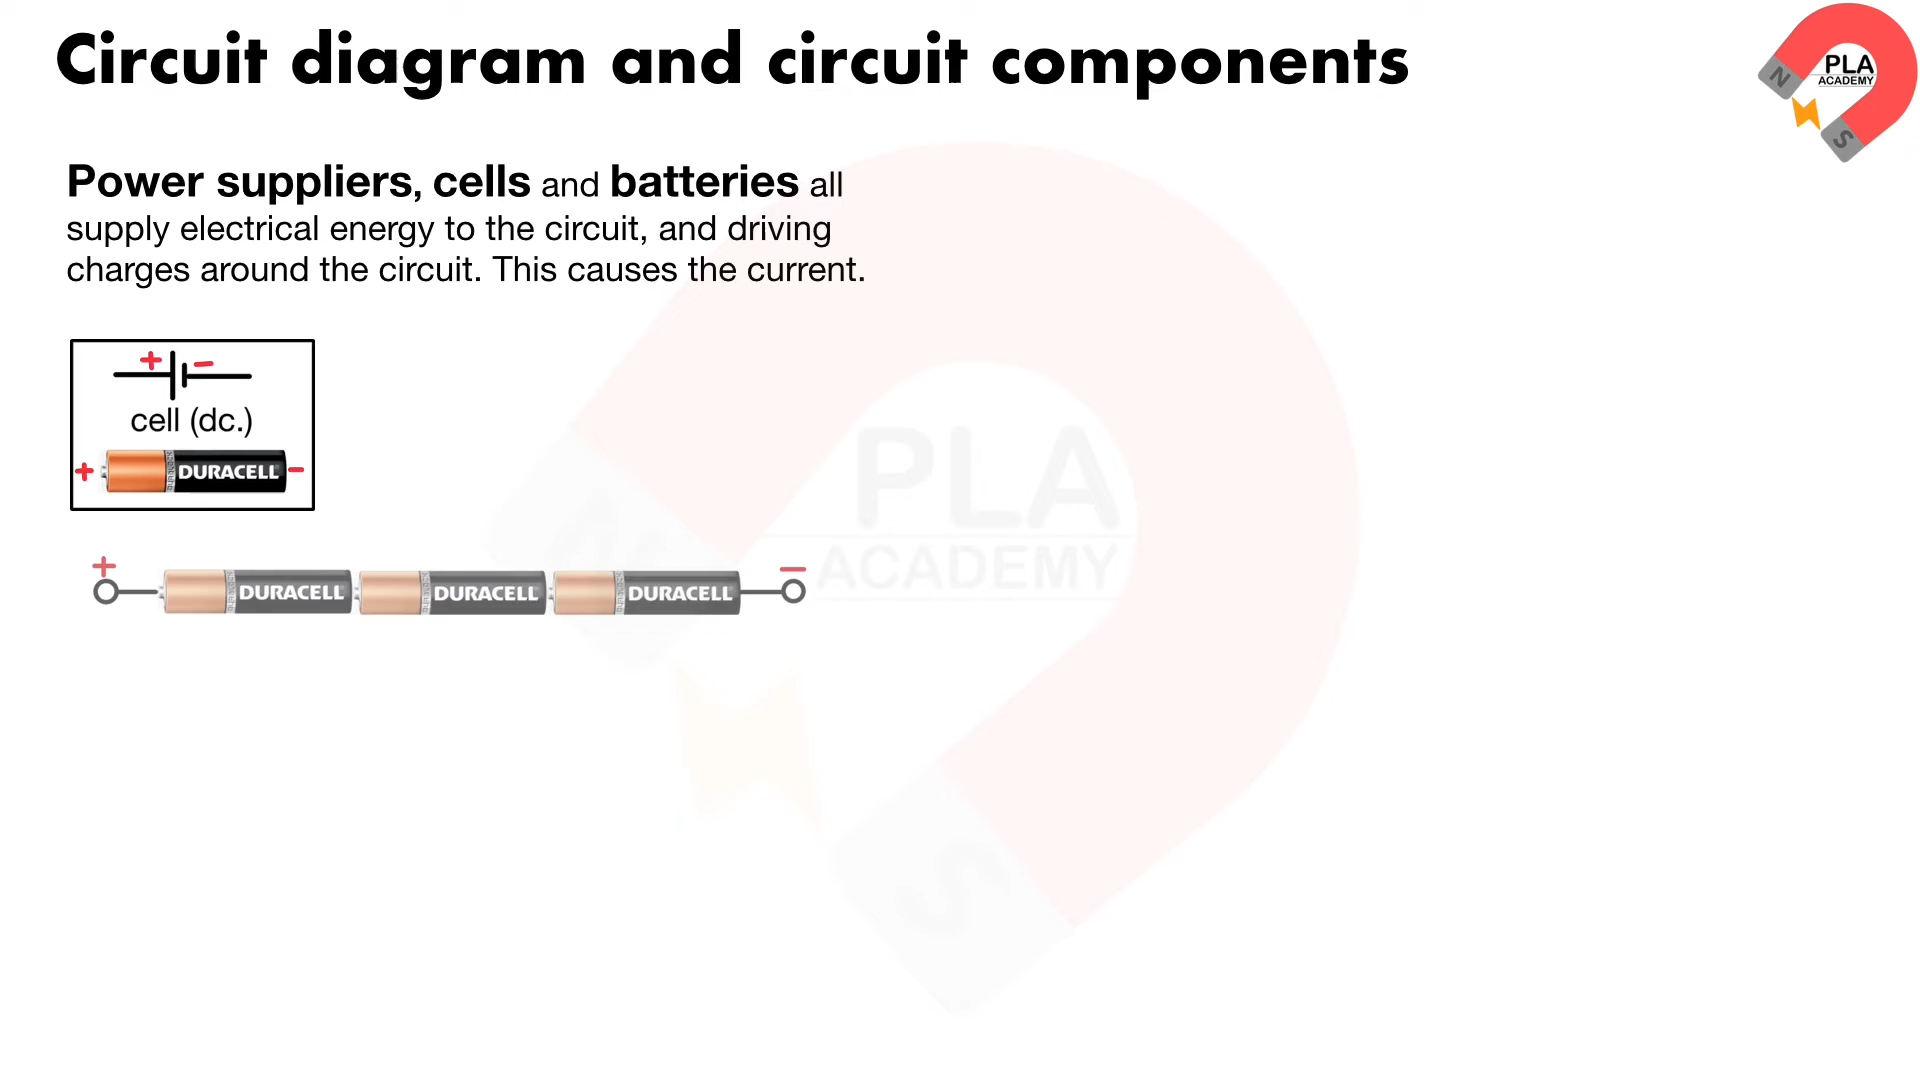 Circuit diagram and circuit components
N
PLA
ACADEMY
S
Power suppliers, cells and batteries all
supply electrical energy to the circuit, and driving
charges around the circuit. This causes the current.
+ −
cell (dc.)
+ DURACELL −
PLA
ACADEMY
+ −
DURACELL DURACELL DURACELL
S